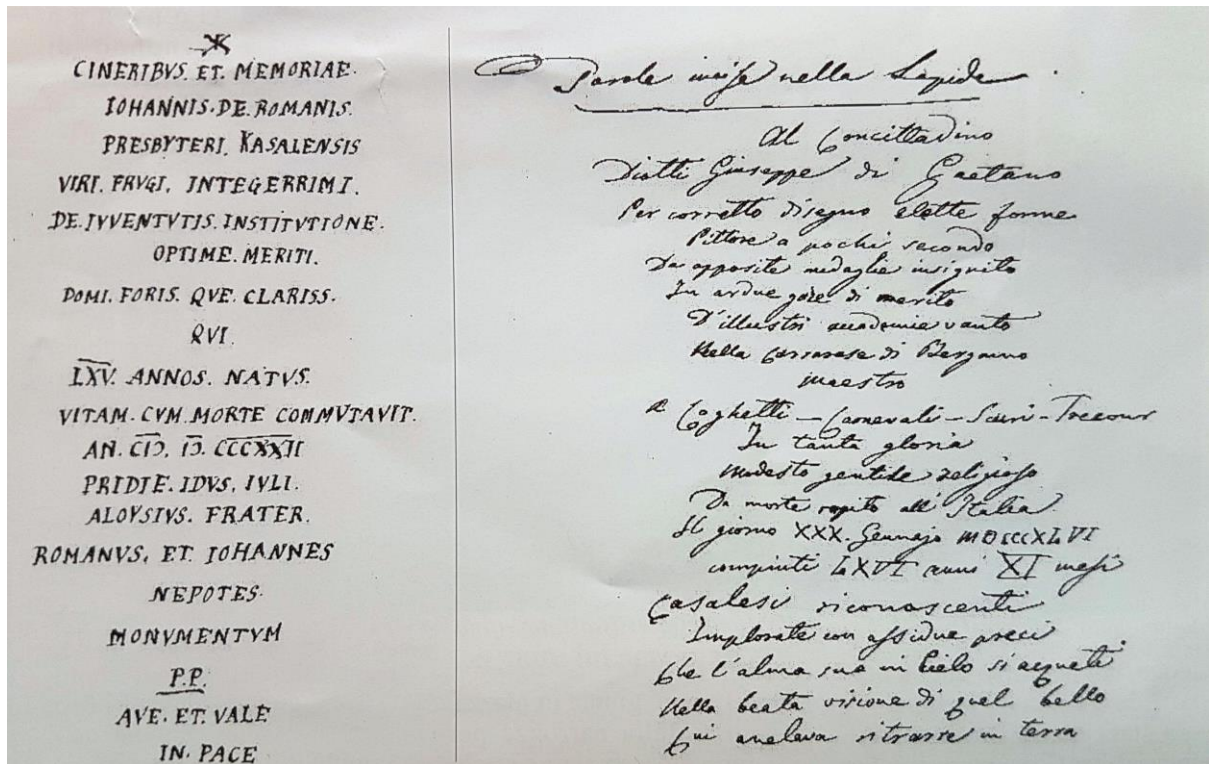 CINERIBVS. ET. MEMORIAE.
IOHANNIS. DE. ROMANIS.
PRESBYTERI. KASALENSIS
VIRI. FRVGI. INTEGERRIMI.
DE. JVVENTVTIS. INSTITVTIONE.
OPTIME. MERITI.
DOMI. FORIS. QVE. CLARISS.
QVI.
LXV. ANNOS. NATVS.
VITAM. CVM. MORTE COMMVTAVIT.
AN. CIƆ. IƆ. CCCXXII
PRIDIE. IDVS. IVLI.
ALOYSIVS. FRATER.
ROMANVS. ET. IOHANNES
NEPOTES.
MONVMENTVM
P.P.
AVE. ET. VALE
IN. PACE
Parole incise nella Lapide
Al Concittadino
Diotti Giuseppe di Gaetano
Per corretto disegno elette forme
Pittore a pochi secondo
Da apposite medaglie insignito
In ardue gare di merito
D'illustri accademie vanto
Nella Carrarese di Bergamo
maestro
a Coghetti - Carnevali - Scuri - Trecour
In tanta gloria
modesto gentile religioso
Da morte rapito all'Italia
Il giorno XXX. Gennajo MDCCCXLVI
compiuti LXVI anni XI mesi
Casalesi riconoscenti
Implorate con assidue preci
Che l'alma sua in Cielo si acqueti
Nella beata visione di quel bello
Cui anelava ritrarre in terra